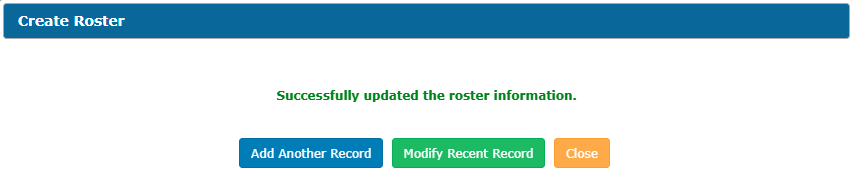 Create Roster
Successfully updated the roster information.
Add Another Record Modify Recent Record Close